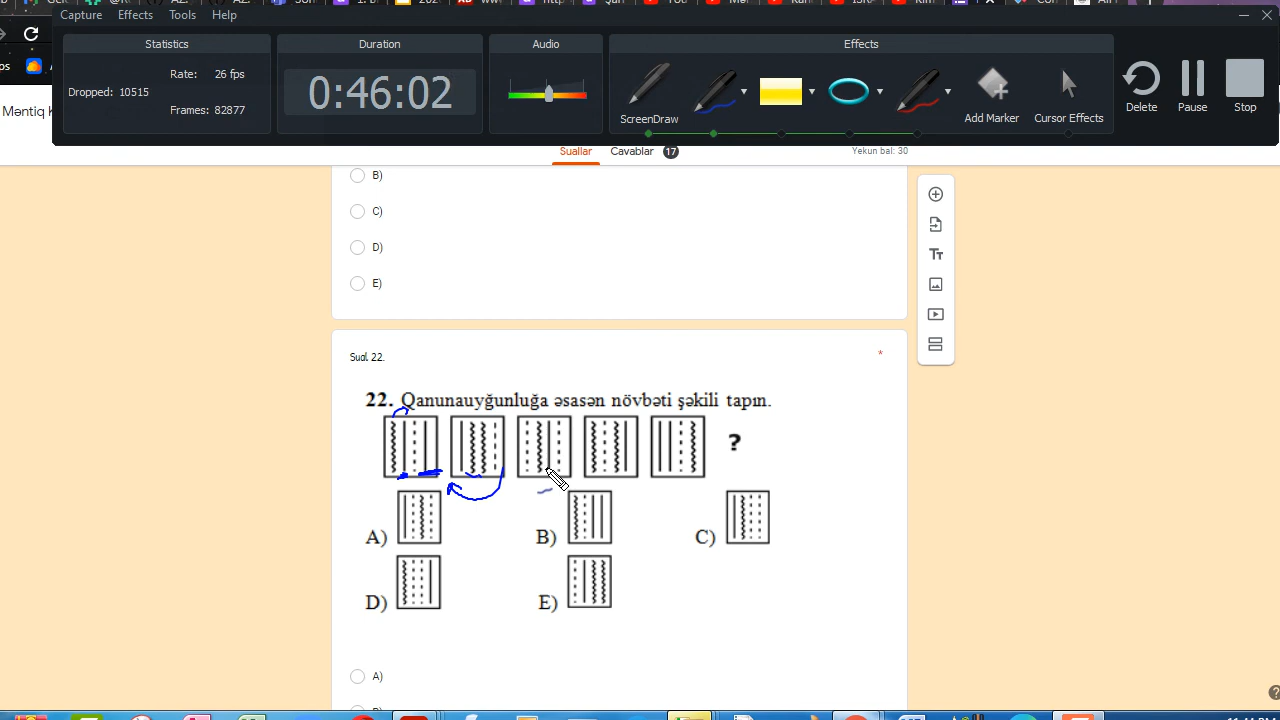 Capture Effects Tools Help
Statistics Duration Audio Effects
Rate: 26 fps
Dropped: 10515
Frames: 82877
0:46:02
ScreenDraw
Add Marker Cursor Effects
Delete Pause Stop
Məntiq
Suallar Cavablar 17 Yekun bal: 30
B)
C)
D)
E)
Sual 22. *
22. Qanunauyğunluğa əsasən növbəti şəkili tapın.
?
A) B) C)
D) E)
A)